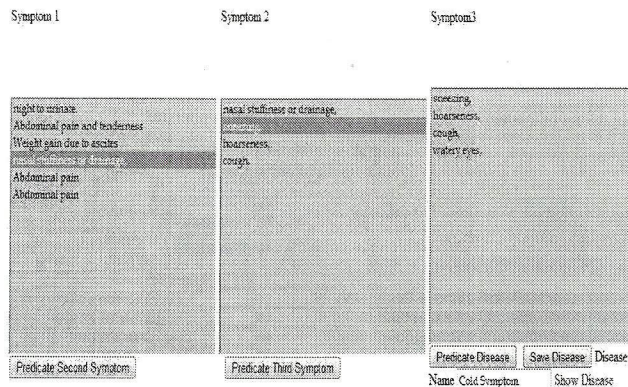 Symptom 1
night to urinate.
Abdominal pain and tenderness
Weight gain due to ascites
nasal stuffiness or drainage,
Abdominal pain
Abdominal pain
Predicate Second Symptom
Symptom 2
nasal stuffiness or drainage,
sneezing,
hoarseness,
cough,
Predicate Third Symptom
Symptom3
sneezing,
hoarseness,
cough,
watery eyes,
Predicate Disease Save Disease Disease
Name Cold Symptom Show Disease